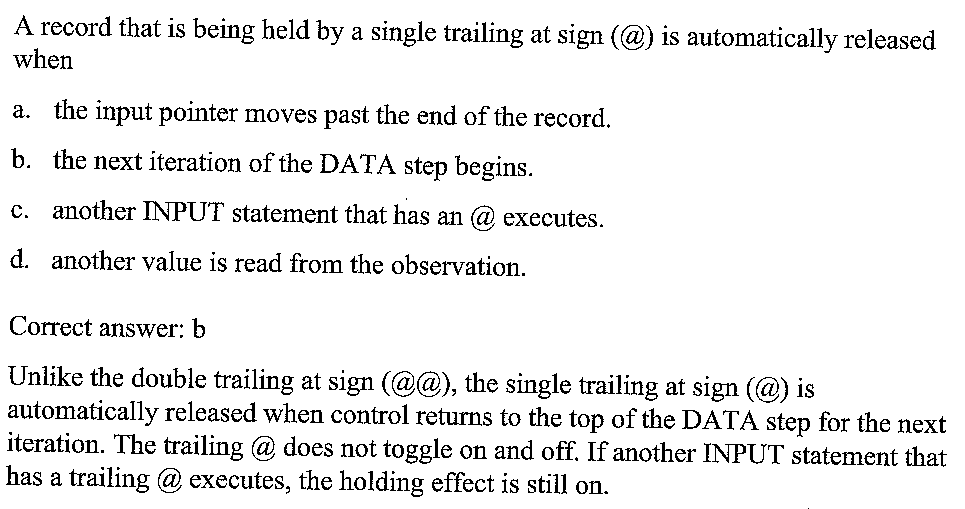 A record that is being held by a single trailing at sign (@) is automatically released
when
a. the input pointer moves past the end of the record.
b. the next iteration of the DATA step begins.
c. another INPUT statement that has an @ executes.
d. another value is read from the observation.
Correct answer: b
Unlike the double trailing at sign (@@), the single trailing at sign (@) is
automatically released when control returns to the top of the DATA step for the next
iteration. The trailing @ does not toggle on and off. If another INPUT statement that
has a trailing @ executes, the holding effect is still on.